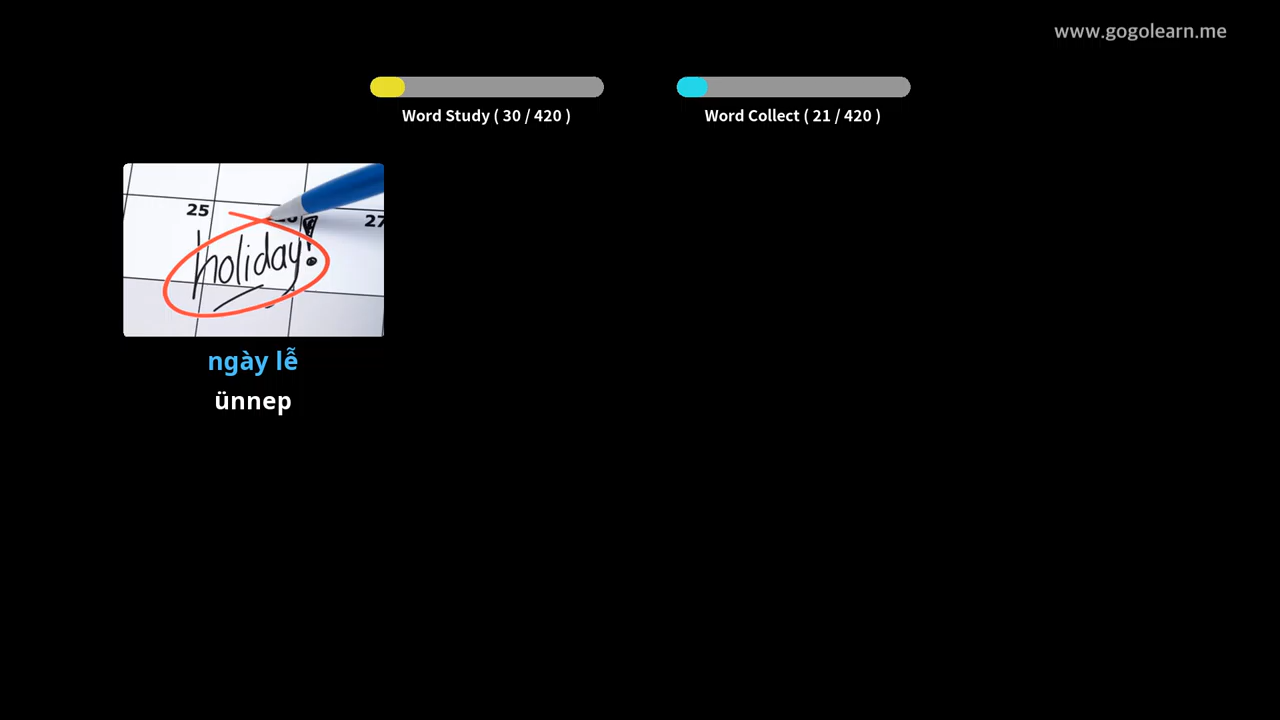 www.gogolearn.me
Word Study ( 30 / 420 )
Word Collect ( 21 / 420 )
25
27
holiday!
ngày lễ
ünnep